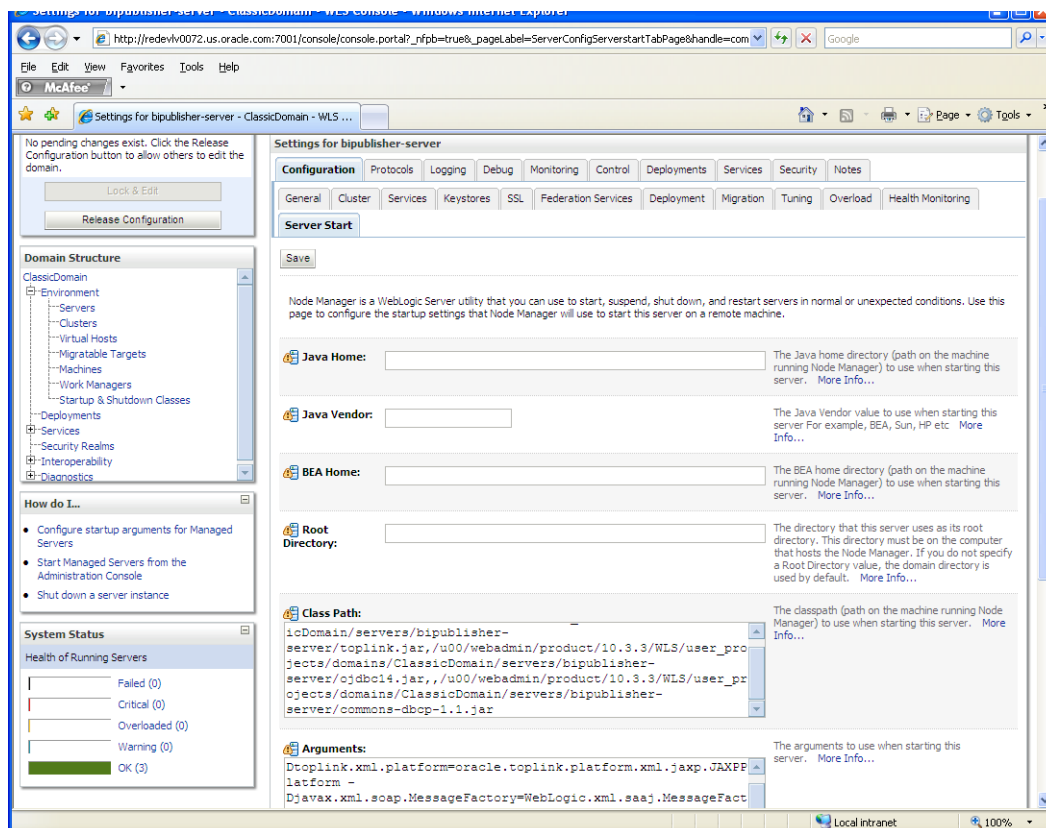 Settings for bipublisher-server - ClassicDomain - WLS Console - Windows Internet Explorer
http://redevlv0072.us.oracle.com:7001/console/console.portal?_nfpb=true&_pageLabel=ServerConfigServerstartTabPage&handle=com
Google
File Edit View Favorites Tools Help
McAfee
Settings for bipublisher-server - ClassicDomain - WLS ...
Page Tools
No pending changes exist. Click the Release
Configuration button to allow others to edit the
domain.
Lock & Edit
Release Configuration
Domain Structure
ClassicDomain
Environment
Servers
Clusters
Virtual Hosts
Migratable Targets
Machines
Work Managers
Startup & Shutdown Classes
Deployments
Services
Security Realms
Interoperability
Diagnostics
How do I...
Configure startup arguments for Managed
Servers
Start Managed Servers from the
Administration Console
Shut down a server instance
System Status
Health of Running Servers
Failed (0)
Critical (0)
Overloaded (0)
Warning (0)
OK (3)
Settings for bipublisher-server
Configuration Protocols Logging Debug Monitoring Control Deployments Services Security Notes
General Cluster Services Keystores SSL Federation Services Deployment Migration Tuning Overload Health Monitoring
Server Start
Save
Node Manager is a WebLogic Server utility that you can use to start, suspend, shut down, and restart servers in normal or unexpected conditions. Use this
page to configure the startup settings that Node Manager will use to start this server on a remote machine.
Java Home:
The Java home directory (path on the machine
running Node Manager) to use when starting this
server. More Info...
Java Vendor:
The Java Vendor value to use when starting this
server For example, BEA, Sun, HP etc More
Info...
BEA Home:
The BEA home directory (path on the machine
running Node Manager) to use when starting this
server. More Info...
Root
Directory:
The directory that this server uses as its root
directory. This directory must be on the computer
that hosts the Node Manager. If you do not specify
a Root Directory value, the domain directory is
used by default. More Info...
Class Path:
icDomain/servers/bipublisher-
server/toplink.jar,/u00/webadmin/product/10.3.3/WLS/user_pro
jects/domains/ClassicDomain/servers/bipublisher-
server/ojdbc14.jar,,/u00/webadmin/product/10.3.3/WLS/user_pr
ojects/domains/ClassicDomain/servers/bipublisher-
server/commons-dbcp-1.1.jar
The classpath (path on the machine running Node
Manager) to use when starting this server. More
Info...
Arguments:
Dtoplink.xml.platform=oracle.toplink.platform.xml.jaxp.JAXPP
latform -
Djavax.xml.soap.MessageFactory=WebLogic.xml.saaj.MessageFact
The arguments to use when starting this
server. More Info...
Local intranet
100%